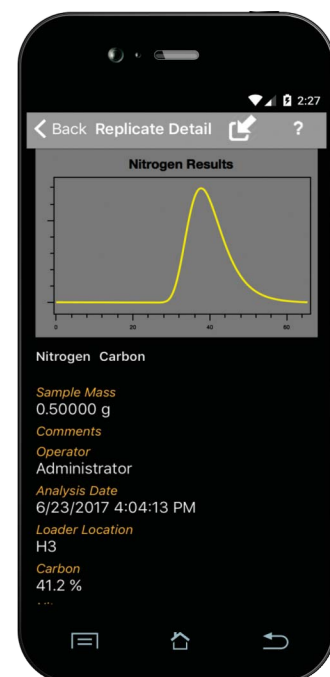 2:27
Back Replicate Detail ?
Nitrogen Results
0 20 40 60
Nitrogen Carbon
Sample Mass
0.50000 g
Comments
Operator
Administrator
Analysis Date
6/23/2017 4:04:13 PM
Loader Location
H3
Carbon
41.2 %